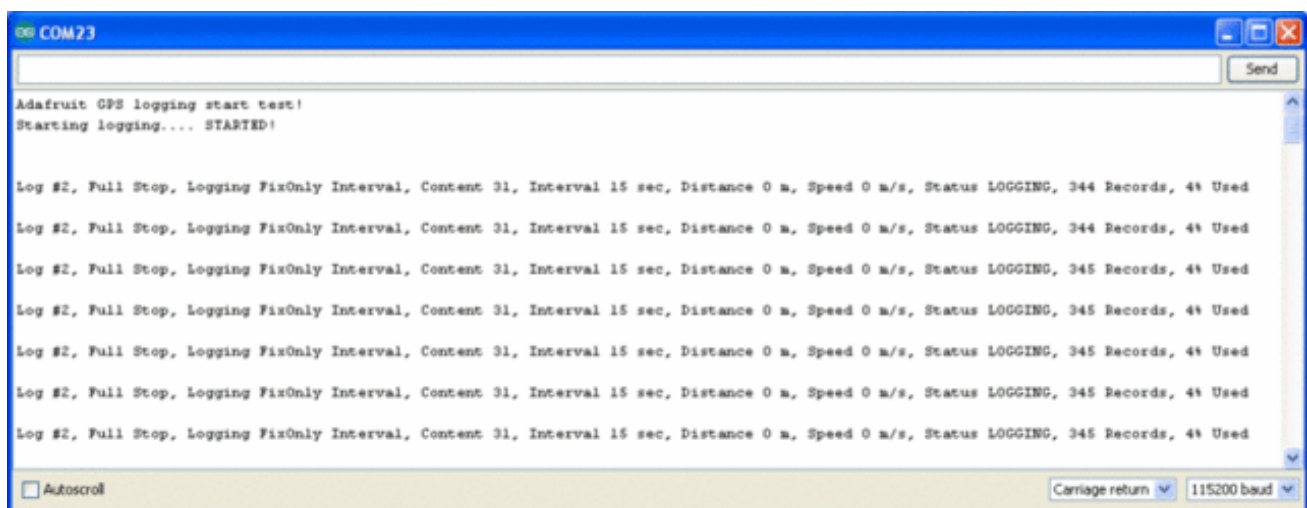 COM23
Send
Adafruit GPS logging start test!
Starting logging.... STARTED!
Log #2, Full Stop, Logging FixOnly Interval, Content 31, Interval 15 sec, Distance 0 m, Speed 0 m/s, Status LOGGING, 344 Records, 4% Used
Log #2, Full Stop, Logging FixOnly Interval, Content 31, Interval 15 sec, Distance 0 m, Speed 0 m/s, Status LOGGING, 344 Records, 4% Used
Log #2, Full Stop, Logging FixOnly Interval, Content 31, Interval 15 sec, Distance 0 m, Speed 0 m/s, Status LOGGING, 345 Records, 4% Used
Log #2, Full Stop, Logging FixOnly Interval, Content 31, Interval 15 sec, Distance 0 m, Speed 0 m/s, Status LOGGING, 345 Records, 4% Used
Log #2, Full Stop, Logging FixOnly Interval, Content 31, Interval 15 sec, Distance 0 m, Speed 0 m/s, Status LOGGING, 345 Records, 4% Used
Log #2, Full Stop, Logging FixOnly Interval, Content 31, Interval 15 sec, Distance 0 m, Speed 0 m/s, Status LOGGING, 345 Records, 4% Used
Log #2, Full Stop, Logging FixOnly Interval, Content 31, Interval 15 sec, Distance 0 m, Speed 0 m/s, Status LOGGING, 345 Records, 4% Used
Autoscroll Carriage return 115200 baud